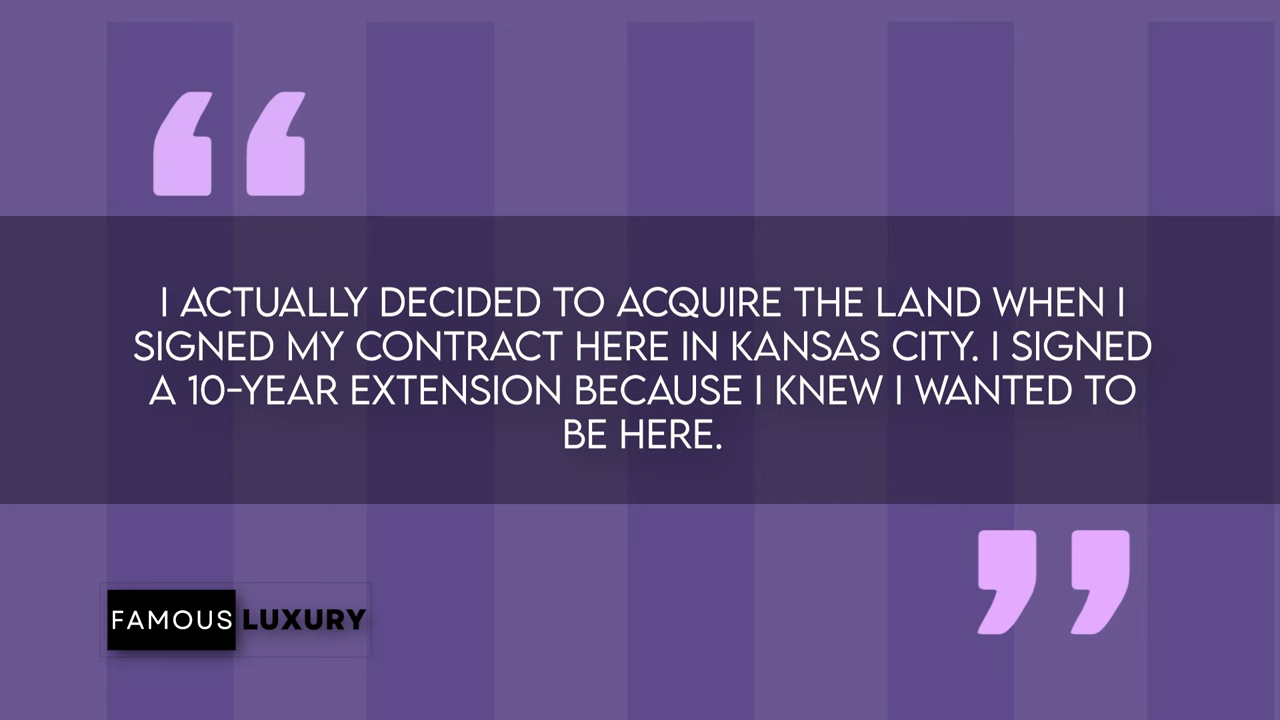 “
I ACTUALLY DECIDED TO ACQUIRE THE LAND WHEN I
SIGNED MY CONTRACT HERE IN KANSAS CITY. I SIGNED
A 10-YEAR EXTENSION BECAUSE I KNEW I WANTED TO
BE HERE.
”
FAMOUS LUXURY